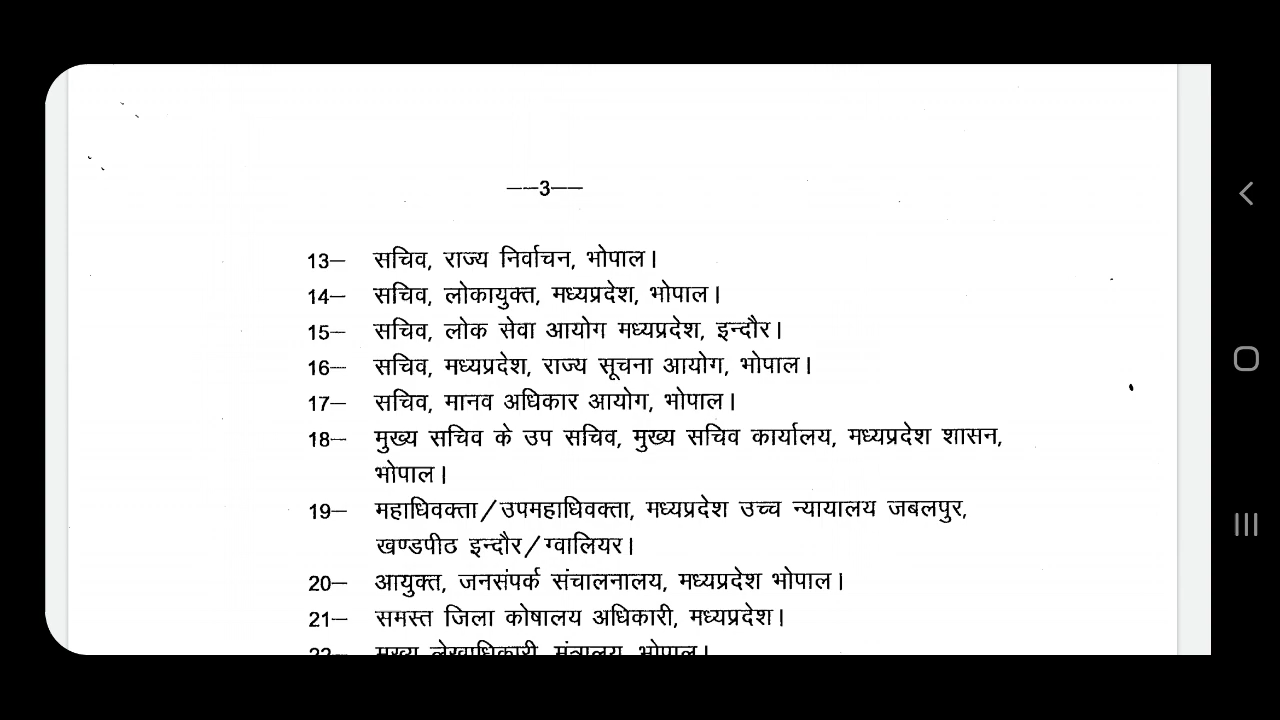 ——3——
13— सचिव, राज्य निर्वाचन, भोपाल।
14— सचिव, लोकायुक्त, मध्यप्रदेश, भोपाल।
15— सचिव, लोक सेवा आयोग मध्यप्रदेश, इन्दौर।
16— सचिव, मध्यप्रदेश, राज्य सूचना आयोग, भोपाल।
17— सचिव, मानव अधिकार आयोग, भोपाल।
18— मुख्य सचिव के उप सचिव, मुख्य सचिव कार्यालय, मध्यप्रदेश शासन,
भोपाल।
19— महाधिवक्ता/उपमहाधिवक्ता, मध्यप्रदेश उच्च न्यायालय जबलपुर,
खण्डपीठ इन्दौर/ग्वालियर।
20— आयुक्त, जनसंपर्क संचालनालय, मध्यप्रदेश भोपाल।
21— समस्त जिला कोषालय अधिकारी, मध्यप्रदेश।
22— मुख्य लेखाधिकारी, मंत्रालय, भोपाल।